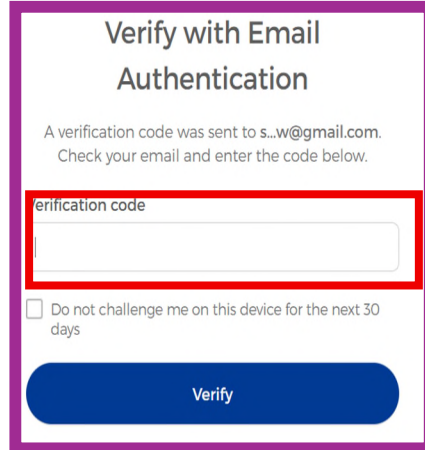 Verify with Email
Authentication
A verification code was sent to s...w@gmail.com.
Check your email and enter the code below.
Verification code
Do not challenge me on this device for the next 30
days
Verify